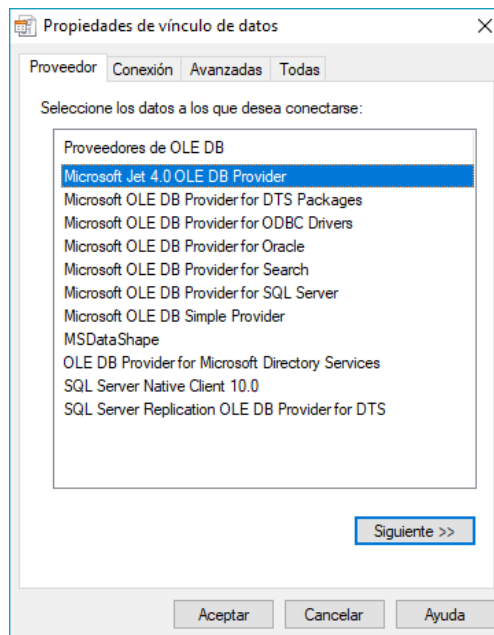 Propiedades de vínculo de datos
Proveedor Conexión Avanzadas Todas
Seleccione los datos a los que desea conectarse:
Proveedores de OLE DB
Microsoft Jet 4.0 OLE DB Provider
Microsoft OLE DB Provider for DTS Packages
Microsoft OLE DB Provider for ODBC Drivers
Microsoft OLE DB Provider for Oracle
Microsoft OLE DB Provider for Search
Microsoft OLE DB Provider for SQL Server
Microsoft OLE DB Simple Provider
MSDataShape
OLE DB Provider for Microsoft Directory Services
SQL Server Native Client 10.0
SQL Server Replication OLE DB Provider for DTS
Siguiente >>
Aceptar Cancelar Ayuda